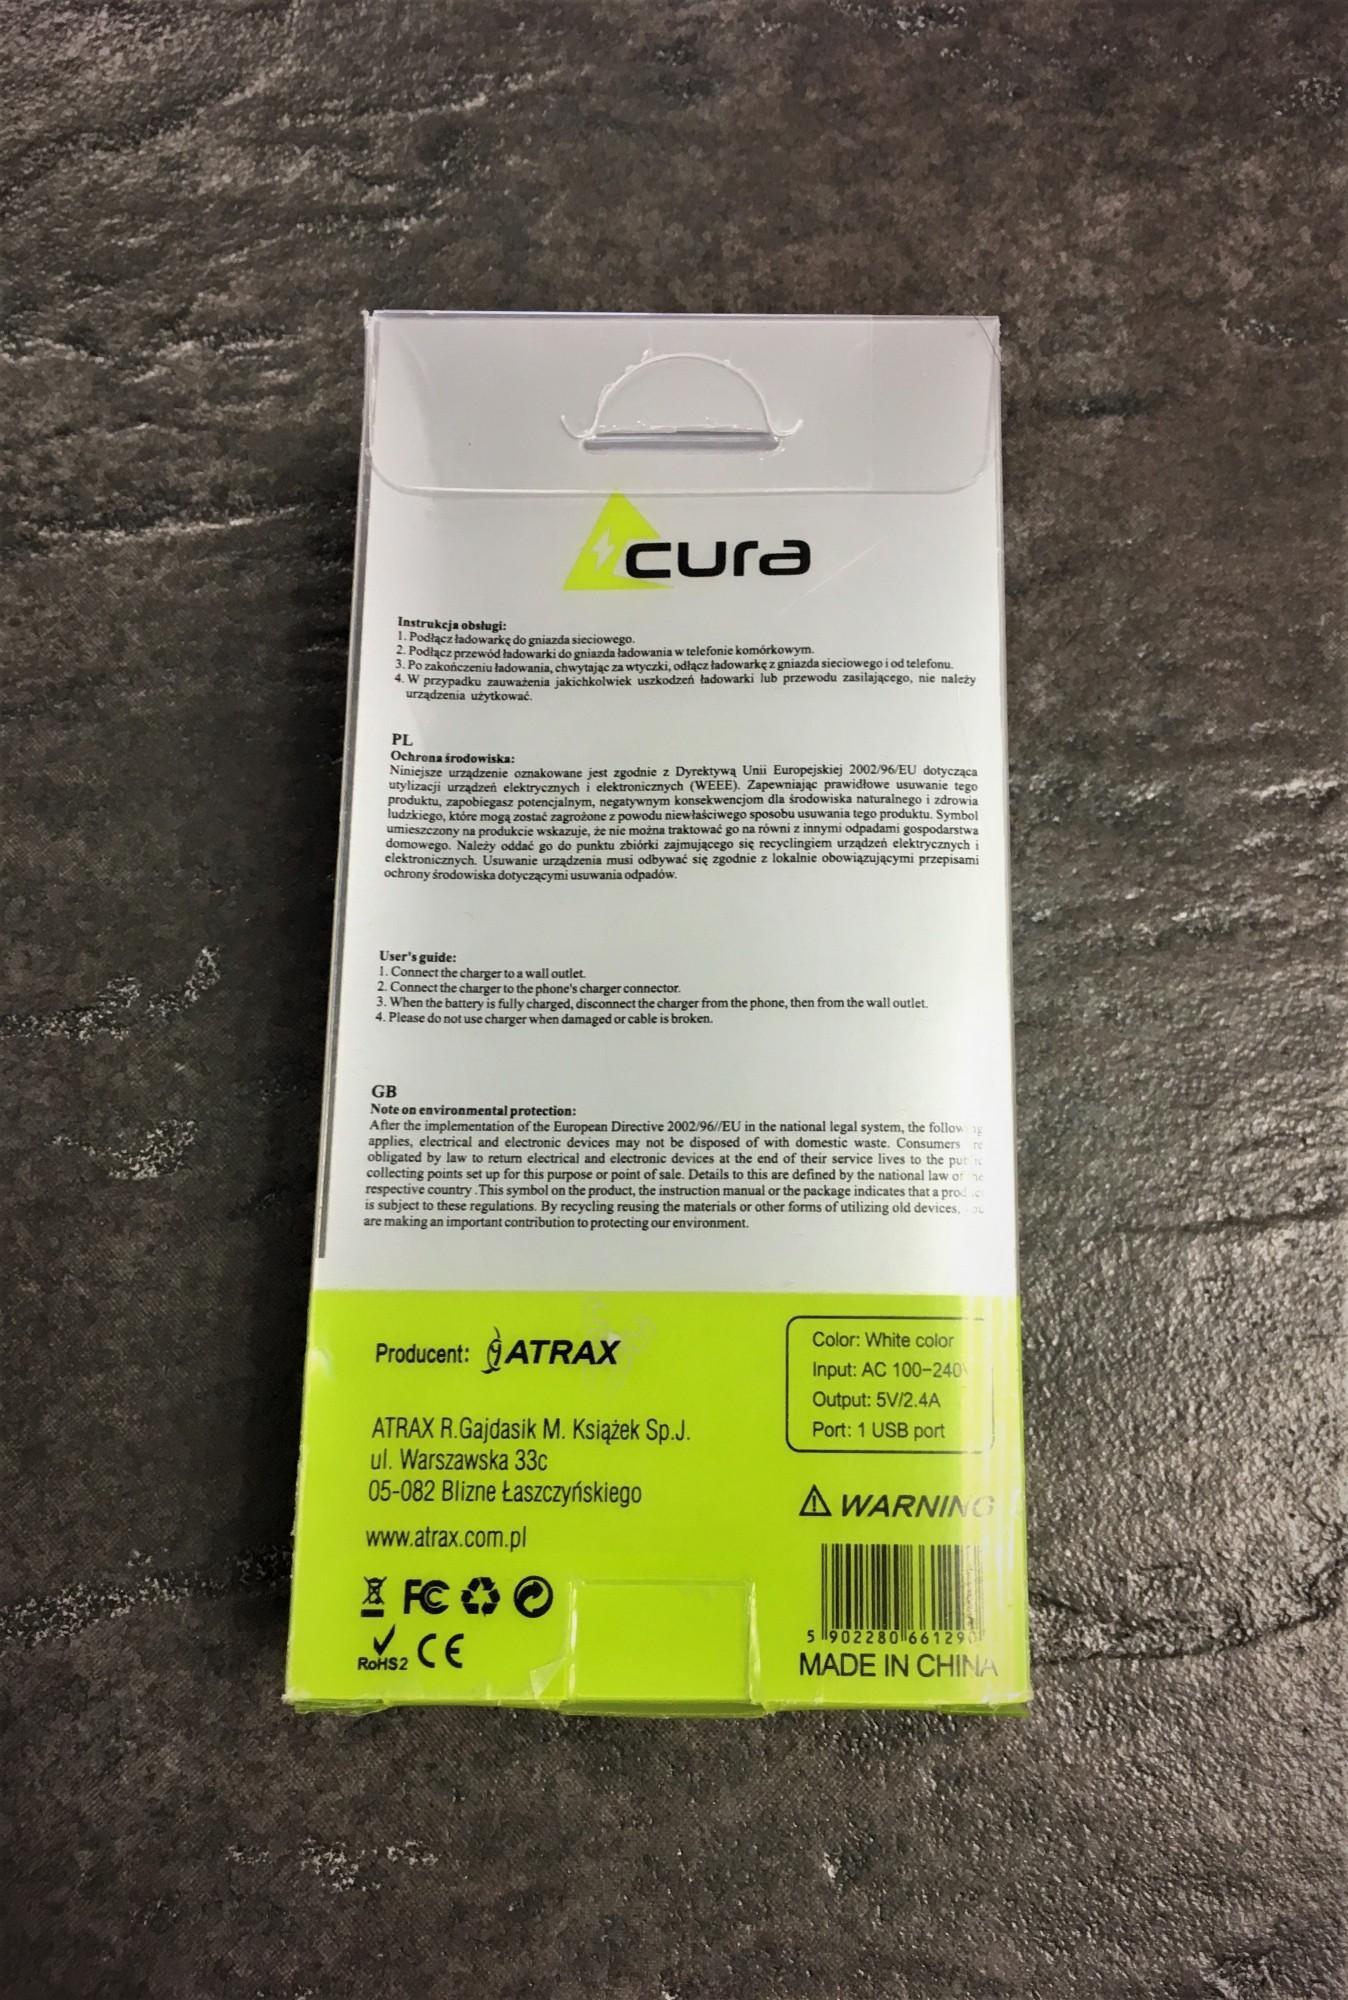 cura
Instrukcja obsługi:
1. Podłącz ładowarkę do gniazda sieciowego.
2. Podłącz przewód ładowarki do gniazda ładowania w telefonie komórkowym.
3. Po zakończeniu ładowania, chwytając za wtyczki, odłącz ładowarkę z gniazda sieciowego i od telefonu.
4. W przypadku zauważenia jakichkolwiek uszkodzeń ładowarki lub przewodu zasilającego, nie należy
urządzenia użytkować.
PL
Ochrona środowiska:
Niniejsze urządzenie oznakowane jest zgodnie z Dyrektywą Unii Europejskiej 2002/96/EU dotycząca
utylizacji urządzeń elektrycznych i elektronicznych (WEEE). Zapewniając prawidłowe usuwanie tego
produktu, zapobiegasz potencjalnym, negatywnym konsekwencjom dla środowiska naturalnego i zdrowia
ludzkiego, które mogą zostać zagrożone z powodu niewłaściwego sposobu usuwania tego produktu. Symbol
umieszczony na produkcie wskazuje, że nie można traktować go na równi z innymi odpadami gospodarstwa
domowego. Należy oddać go do punktu zbiórki zajmującego się recyclingiem urządzeń elektrycznych i
elektronicznych. Usuwanie urządzenia musi odbywać się zgodnie z lokalnie obowiązującymi przepisami
ochrony środowiska dotyczącymi usuwania odpadów.
User's guide:
1. Connect the charger to a wall outlet.
2. Connect the charger to the phone's charger connector.
3. When the battery is fully charged, disconnect the charger from the phone, then from the wall outlet.
4. Please do not use charger when damaged or cable is broken.
GB
Note on environmental protection:
After the implementation of the European Directive 2002/96//EU in the national legal system, the following
applies, electrical and electronic devices may not be disposed of with domestic waste. Consumers are
obligated by law to return electrical and electronic devices at the end of their service lives to the public
collecting points set up for this purpose or point of sale. Details to this are defined by the national law of the
respective country .This symbol on the product, the instruction manual or the package indicates that a product
is subject to these regulations. By recycling reusing the materials or other forms of utilizing old devices, you
are making an important contribution to protecting our environment.
Producent: ATRAX
ATRAX R.Gajdasik M. Książek Sp.J.
ul. Warszawska 33c
05-082 Blizne Łaszczyńskiego
www.atrax.com.pl
FC
RoHS2 CE
Color: White color
Input: AC 100-240V
Output: 5V/2.4A
Port: 1 USB port
WARNING
5 902280 661290
MADE IN CHINA